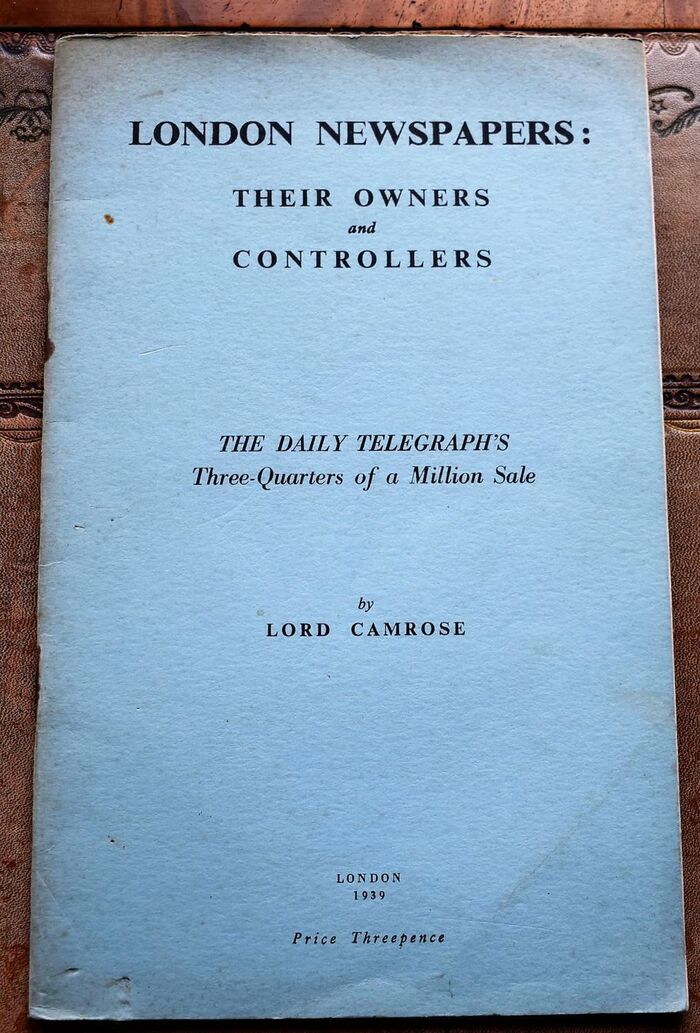 LONDON NEWSPAPERS:
THEIR OWNERS
and
CONTROLLERS
THE DAILY TELEGRAPH'S
Three-Quarters of a Million Sale
by
LORD CAMROSE
LONDON
1939
Price Threepence